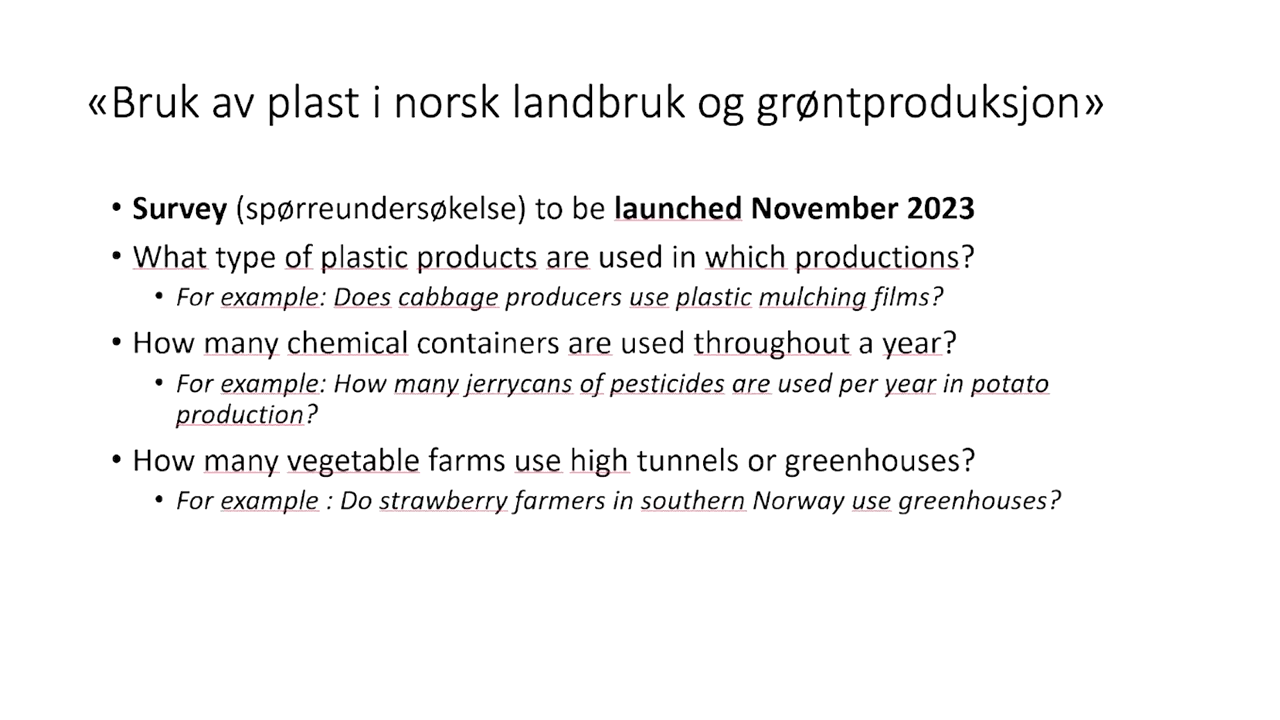 «Bruk av plast i norsk landbruk og grøntproduksjon»
• Survey (spørreundersøkelse) to be launched November 2023
• What type of plastic products are used in which productions?
• For example: Does cabbage producers use plastic mulching films?
• How many chemical containers are used throughout a year?
• For example: How many jerrycans of pesticides are used per year in potato
production?
• How many vegetable farms use high tunnels or greenhouses?
• For example : Do strawberry farmers in southern Norway use greenhouses?